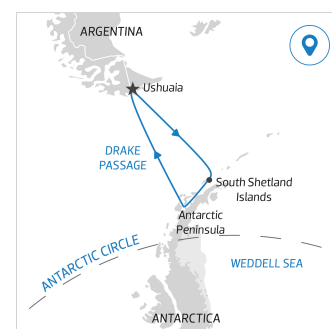 ARGENTINA
Ushuaia
DRAKE
PASSAGE
South Shetland
Islands
Antarctic
Peninsula
ANTARCTIC CIRCLE
WEDDELL SEA
ANTARCTICA